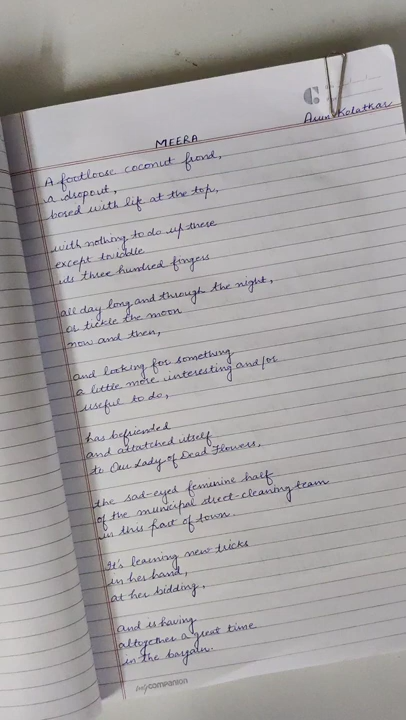 Arun Kolatkar
MEERA
A footloose coconut frond,
a dropout,
bored with life at the top,
with nothing to do up there
except twiddle
its three hundred fingers
all day long and through the night,
or tickle the moon
now and then,
and looking for something
a little more interesting and/or
useful to do,
has befriended
and attatched itself
to Our Lady of Dead Flowers,
the sad-eyed feminine half
of the municipal street-cleaning team
in this part of town.
It's learning new tricks
in her hand,
at her bidding,
and is having
altogether a great time
in the bargain.
mycompanion